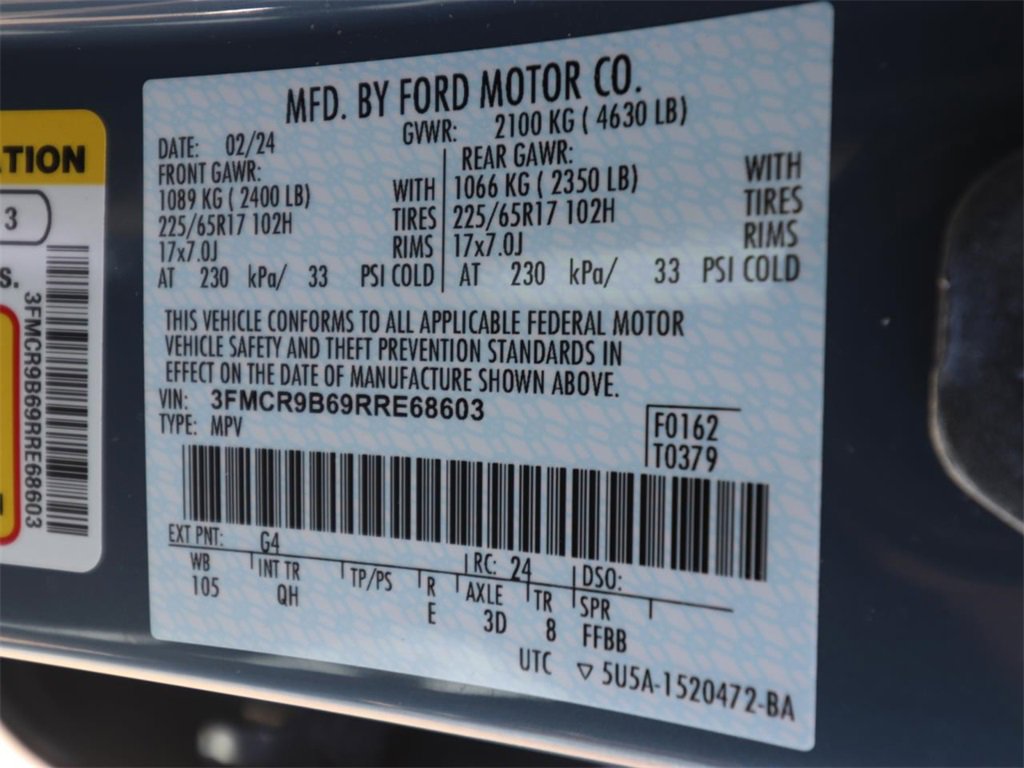 MFD. BY FORD MOTOR CO.
DATE: 02/24 GVWR: 2100 KG ( 4630 LB)
FRONT GAWR: REAR GAWR:
1089 KG ( 2400 LB) WITH 1066 KG ( 2350 LB) WITH
225/65R17 102H TIRES 225/65R17 102H TIRES
17x7.0J RIMS 17x7.0J RIMS
AT 230 kPa/ 33 PSI COLD AT 230 kPa/ 33 PSI COLD
THIS VEHICLE CONFORMS TO ALL APPLICABLE FEDERAL MOTOR
VEHICLE SAFETY AND THEFT PREVENTION STANDARDS IN
EFFECT ON THE DATE OF MANUFACTURE SHOWN ABOVE.
VIN: 3FMCR9B69RRE68603
TYPE: MPV
F0162
T0379
EXT PNT: G4 RC: 24 DSO:
WB INT TR TP/PS R AXLE TR SPR
105 QH E 3D 8 FFBB
UTC ▽ 5U5A-1520472-BA
TION
3
S.
3FMCR9B69RRE68603